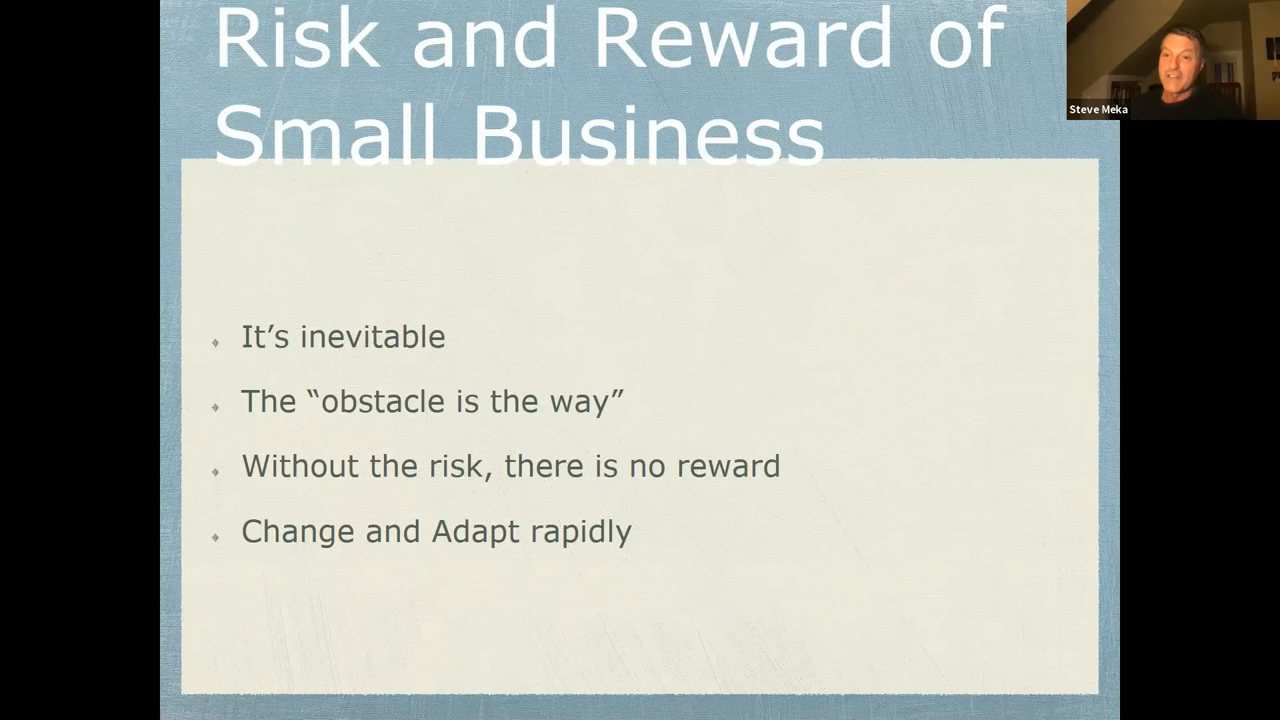 Risk and Reward of
Small Business
Steve Meka
It’s inevitable
The “obstacle is the way”
Without the risk, there is no reward
Change and Adapt rapidly